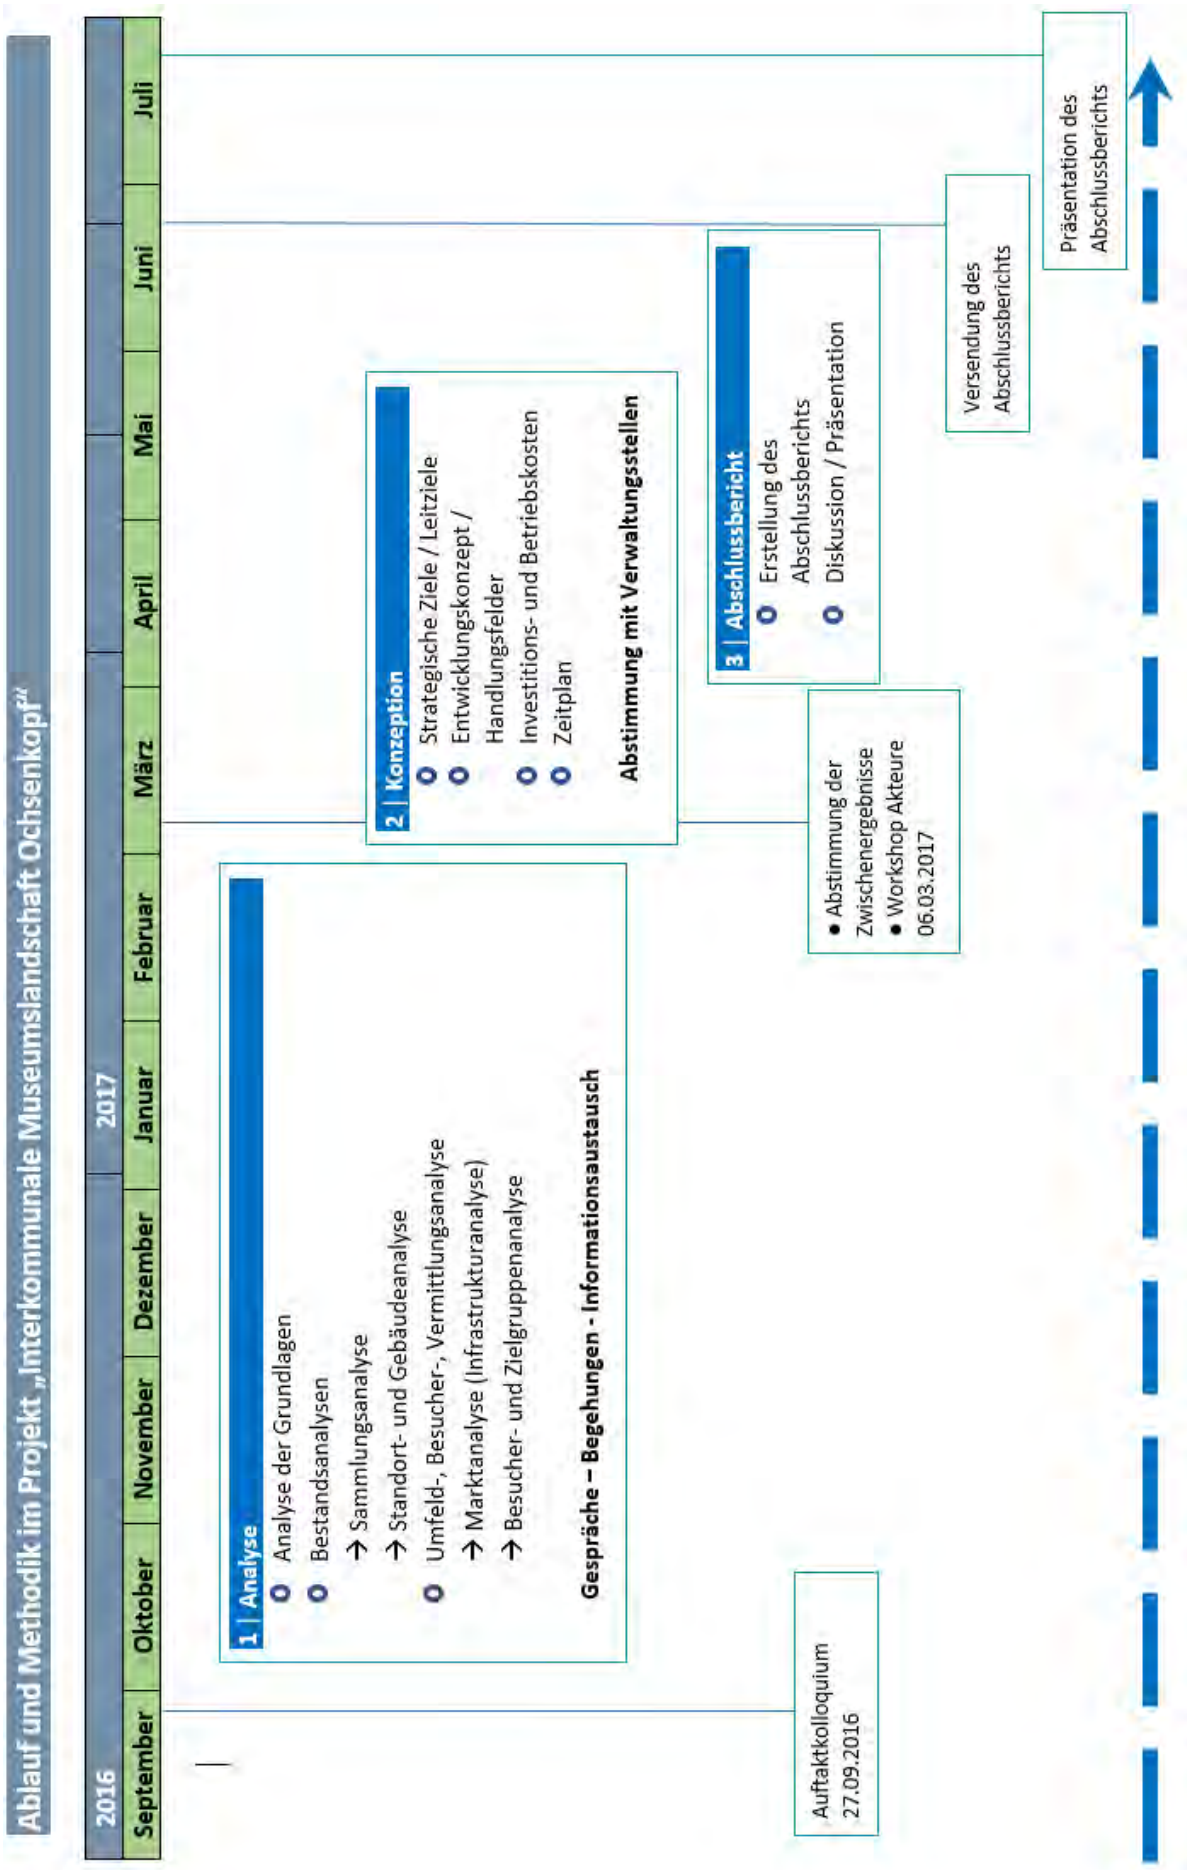 Ablauf und Methodik im Projekt „Interkommunale Museumslandschaft Ochsenkopf“
2016 2017
September Oktober November Dezember Januar Februar März April Mai Juni Juli
1 | Analyse
Analyse der Grundlagen
Bestandsanalysen
→ Sammlungsanalyse
→ Standort- und Gebäudeanalyse
Umfeld-, Besucher-, Vermittlungsanalyse
→ Marktanalyse (Infrastrukturanalyse)
→ Besucher- und Zielgruppenanalyse
Gespräche – Begehungen - Informationsaustausch
2 | Konzeption
Strategische Ziele / Leitziele
Entwicklungskonzept /
Handlungsfelder
Investitions- und Betriebskosten
Zeitplan
Abstimmung mit Verwaltungsstellen
3 | Abschlussbericht
Erstellung des
Abschlussberichts
Diskussion / Präsentation
Auftaktkolloquium
27.09.2016
• Abstimmung der
Zwischenergebnisse
• Workshop Akteure
06.03.2017
Versendung des
Abschlussberichts
Präsentation des
Abschlussberichts